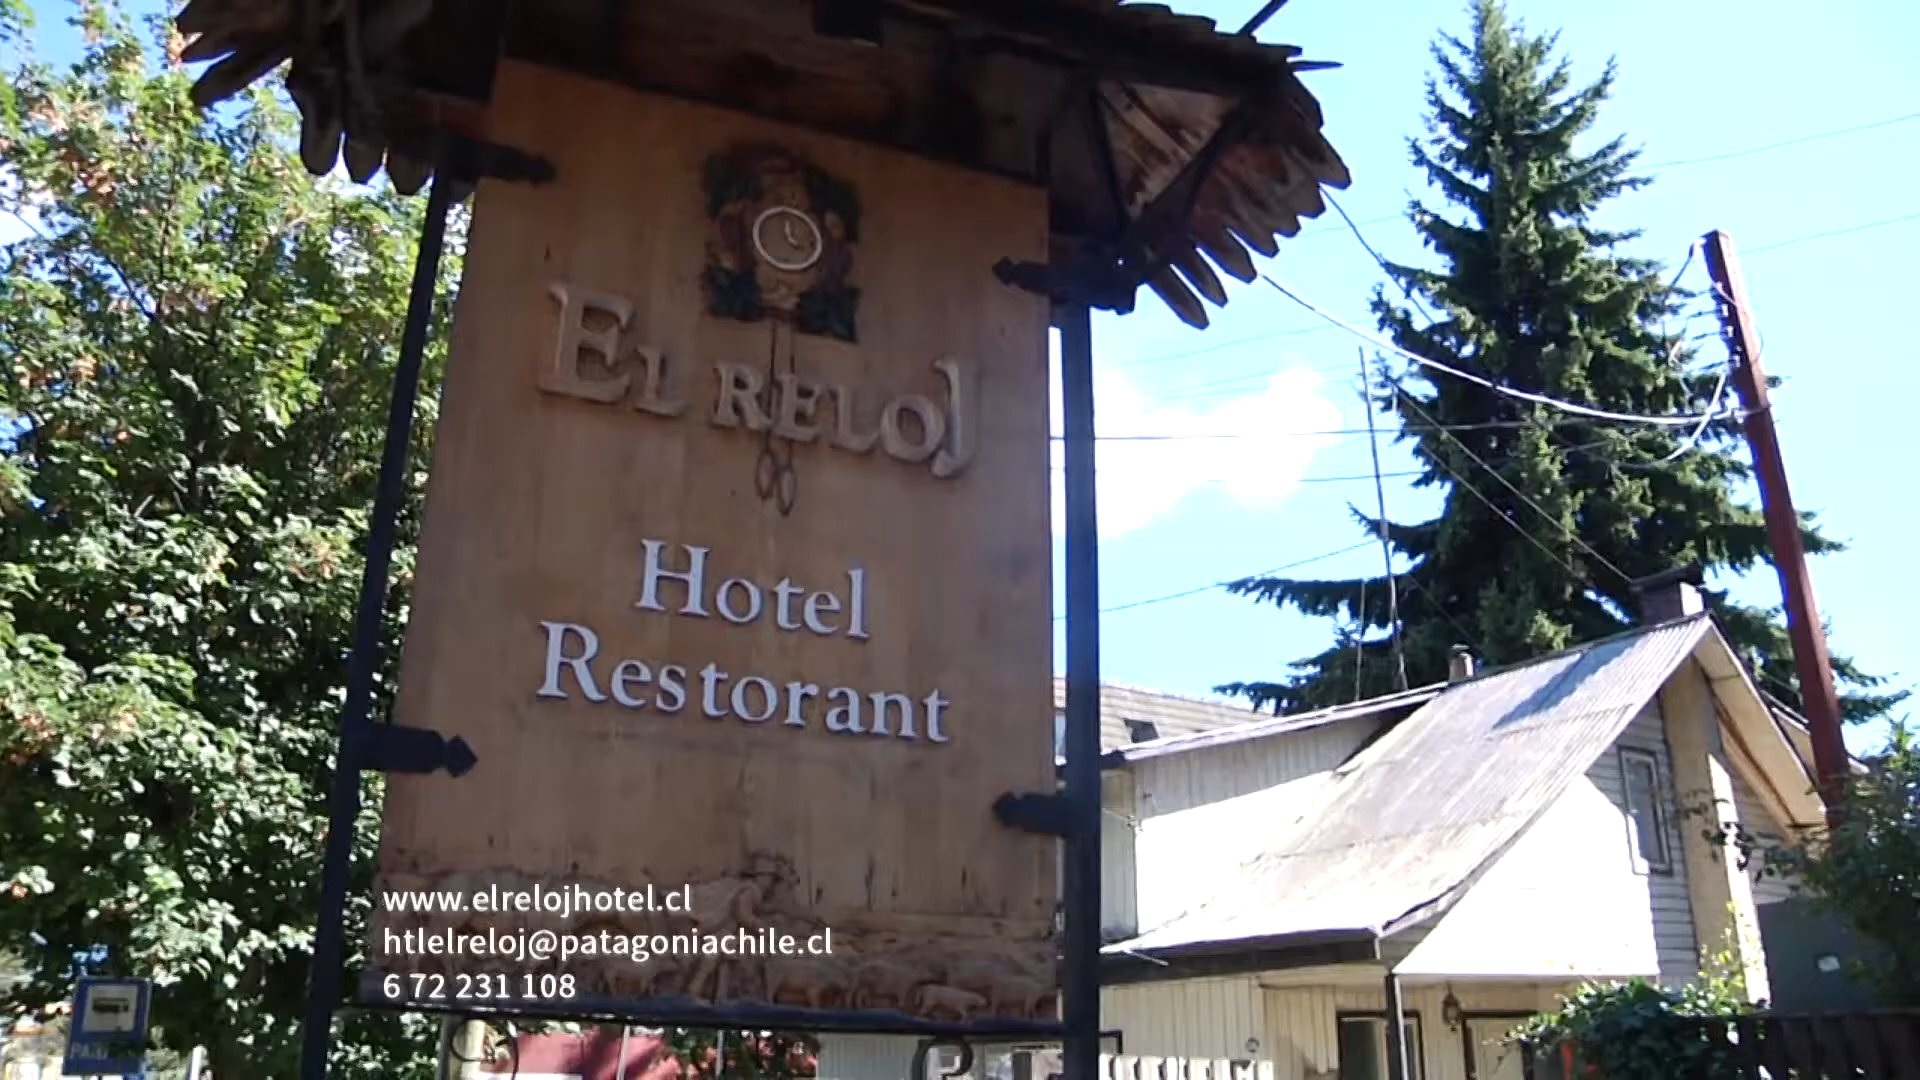 El reloj
Hotel
Restorant
www.elrelojhotel.cl
htlelreloj@patagoniachile.cl
6 72 231 108